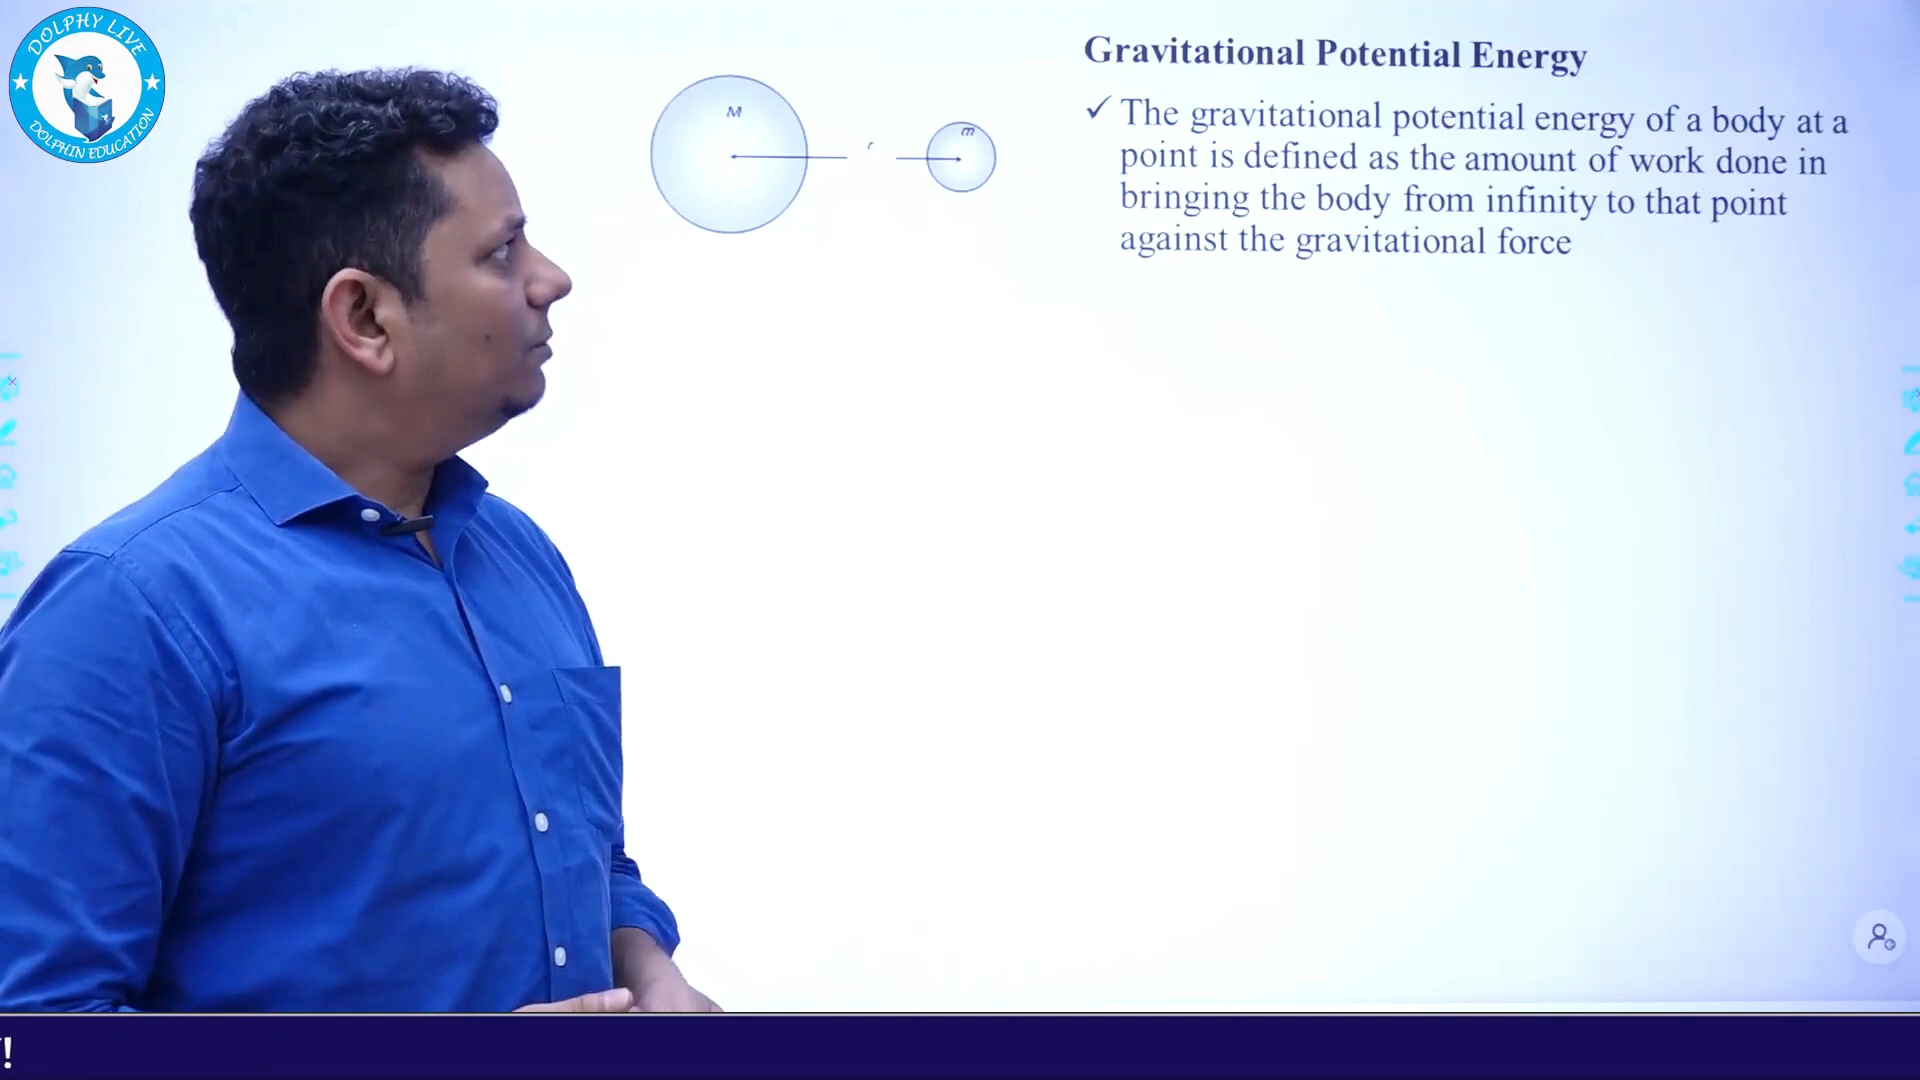 DOLPHY LIVE
DOLPHIN EDUCATION
M
r
m
Gravitational Potential Energy
✓ The gravitational potential energy of a body at a
point is defined as the amount of work done in
bringing the body from infinity to that point
against the gravitational force
!